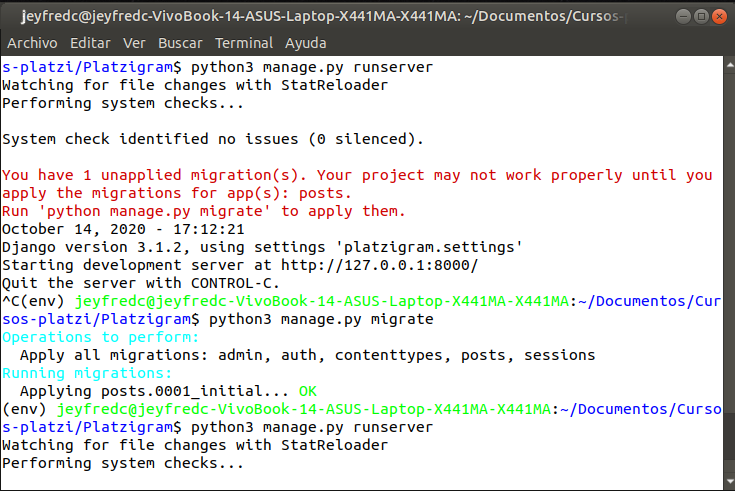 jeyfredc@jeyfredc-VivoBook-14-ASUS-Laptop-X441MA-X441MA: ~/Documentos/Cursos-
Archivo Editar Ver Buscar Terminal Ayuda
s-platzi/Platzigram$ python3 manage.py runserver
Watching for file changes with StatReloader
Performing system checks...
System check identified no issues (0 silenced).
You have 1 unapplied migration(s). Your project may not work properly until you
apply the migrations for app(s): posts.
Run 'python manage.py migrate' to apply them.
October 14, 2020 - 17:12:21
Django version 3.1.2, using settings 'platzigram.settings'
Starting development server at http://127.0.0.1:8000/
Quit the server with CONTROL-C.
^C(env) jeyfredc@jeyfredc-VivoBook-14-ASUS-Laptop-X441MA-X441MA:~/Documentos/Cur
sos-platzi/Platzigram$ python3 manage.py migrate
Operations to perform:
  Apply all migrations: admin, auth, contenttypes, posts, sessions
Running migrations:
  Applying posts.0001_initial... OK
(env) jeyfredc@jeyfredc-VivoBook-14-ASUS-Laptop-X441MA-X441MA:~/Documentos/Curso
s-platzi/Platzigram$ python3 manage.py runserver
Watching for file changes with StatReloader
Performing system checks...